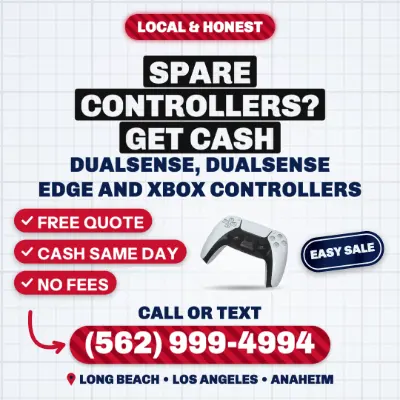 LOCAL & HONEST
SPARE
CONTROLLERS?
GET CASH
DUALSENSE, DUALSENSE
EDGE AND XBOX CONTROLLERS
FREE QUOTE
CASH SAME DAY
NO FEES
EASY SALE
CALL OR TEXT
(562) 999-4994
LONG BEACH • LOS ANGELES • ANAHEIM